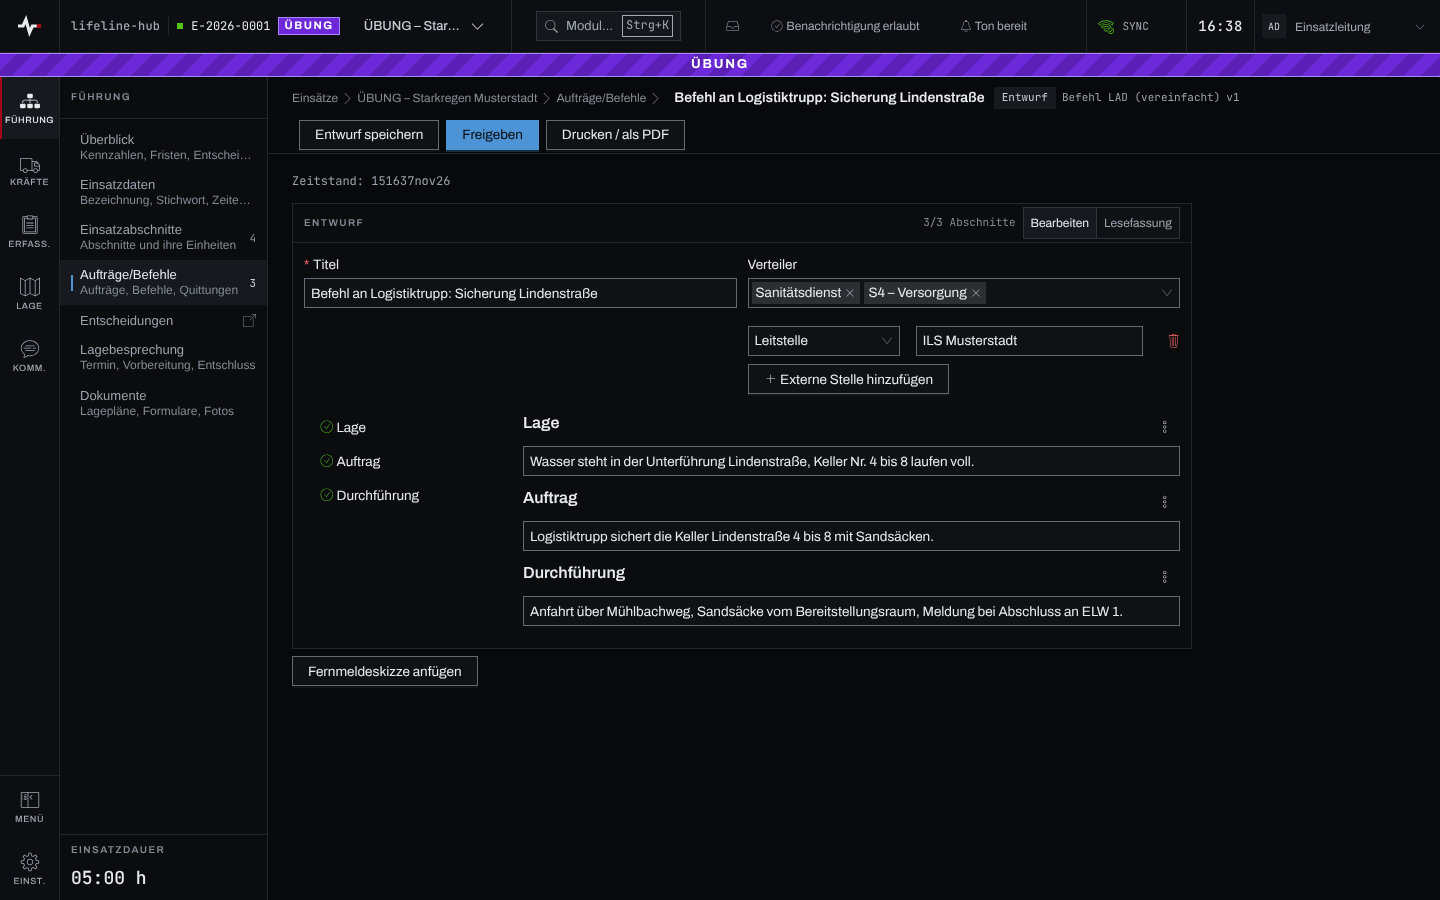 lifeline-hub
E-2026-0001 ÜBUNG
ÜBUNG – Star...
Modul... Strg+K
Benachrichtigung erlaubt
Ton bereit
SYNC
16:38
AD Einsatzleitung
ÜBUNG
FÜHRUNG
KRÄFTE
ERFASS.
LAGE
KOMM.
MENÜ
EINST.
FÜHRUNG
Überblick
Kennzahlen, Fristen, Entschei...
Einsatzdaten
Bezeichnung, Stichwort, Zeite...
Einsatzabschnitte
Abschnitte und ihre Einheiten 4
Aufträge/Befehle
Aufträge, Befehle, Quittungen 3
Entscheidungen
Lagebesprechung
Termin, Vorbereitung, Entschluss
Dokumente
Lagepläne, Formulare, Fotos
EINSATZDAUER
05:00 h
Einsätze > ÜBUNG – Starkregen Musterstadt > Aufträge/Befehle > Befehl an Logistiktrupp: Sicherung Lindenstraße Entwurf Befehl LAD (vereinfacht) v1
Entwurf speichern Freigeben Drucken / als PDF
Zeitstand: 151637nov26
ENTWURF 3/3 Abschnitte Bearbeiten Lesefassung
* Titel
Befehl an Logistiktrupp: Sicherung Lindenstraße
Verteiler
Sanitätsdienst × S4 – Versorgung ×
Leitstelle ILS Musterstadt
+ Externe Stelle hinzufügen
Lage
Auftrag
Durchführung
Lage
Wasser steht in der Unterführung Lindenstraße, Keller Nr. 4 bis 8 laufen voll.
Auftrag
Logistiktrupp sichert die Keller Lindenstraße 4 bis 8 mit Sandsäcken.
Durchführung
Anfahrt über Mühlbachweg, Sandsäcke vom Bereitstellungsraum, Meldung bei Abschluss an ELW 1.
Fernmeldeskizze anfügen